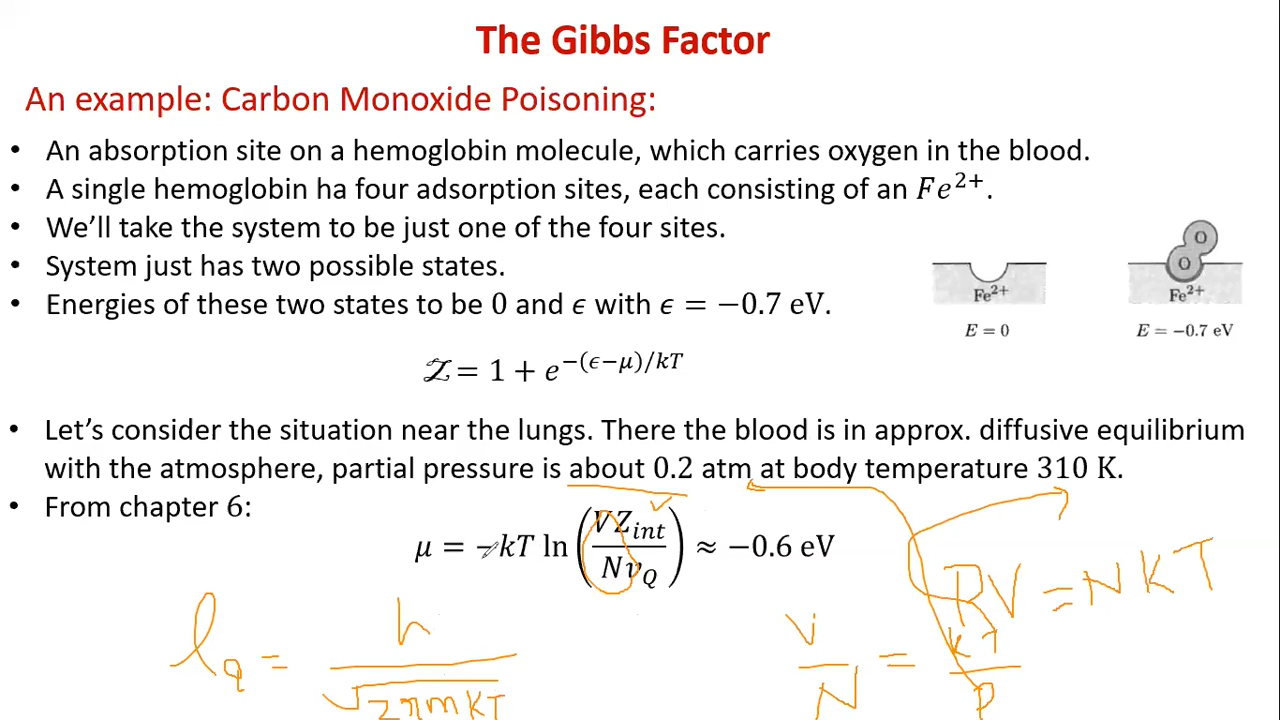 The Gibbs Factor
An example: Carbon Monoxide Poisoning:
• An absorption site on a hemoglobin molecule, which carries oxygen in the blood.
• A single hemoglobin ha four adsorption sites, each consisting of an Fe²⁺.
• We'll take the system to be just one of the four sites.
• System just has two possible states.
• Energies of these two states to be 0 and ϵ with ϵ = −0.7 eV.
O
O
Fe²⁺
Fe²⁺
E = 0
E = −0.7 eV
𝒵 = 1 + e^{−(ϵ−μ)/kT}
• Let's consider the situation near the lungs. There the blood is in approx. diffusive equilibrium
with the atmosphere, partial pressure is about 0.2 atm at body temperature 310 K.
• From chapter 6:
μ = −kT ln(VZ_{int}/Nv_Q) ≈ −0.6 eV
PV = NKT
l_Q = h/√(2πmKT)
V/N = kT/P